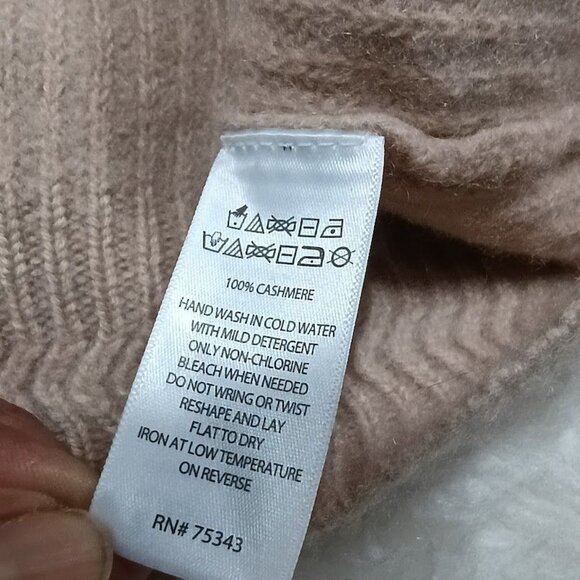 100% CASHMERE
HAND WASH IN COLD WATER
WITH MILD DETERGENT
ONLY NON-CHLORINE
BLEACH WHEN NEEDED
DO NOT WRING OR TWIST
RESHAPE AND LAY
FLAT TO DRY
IRON AT LOW TEMPERATURE
ON REVERSE
RN# 75343